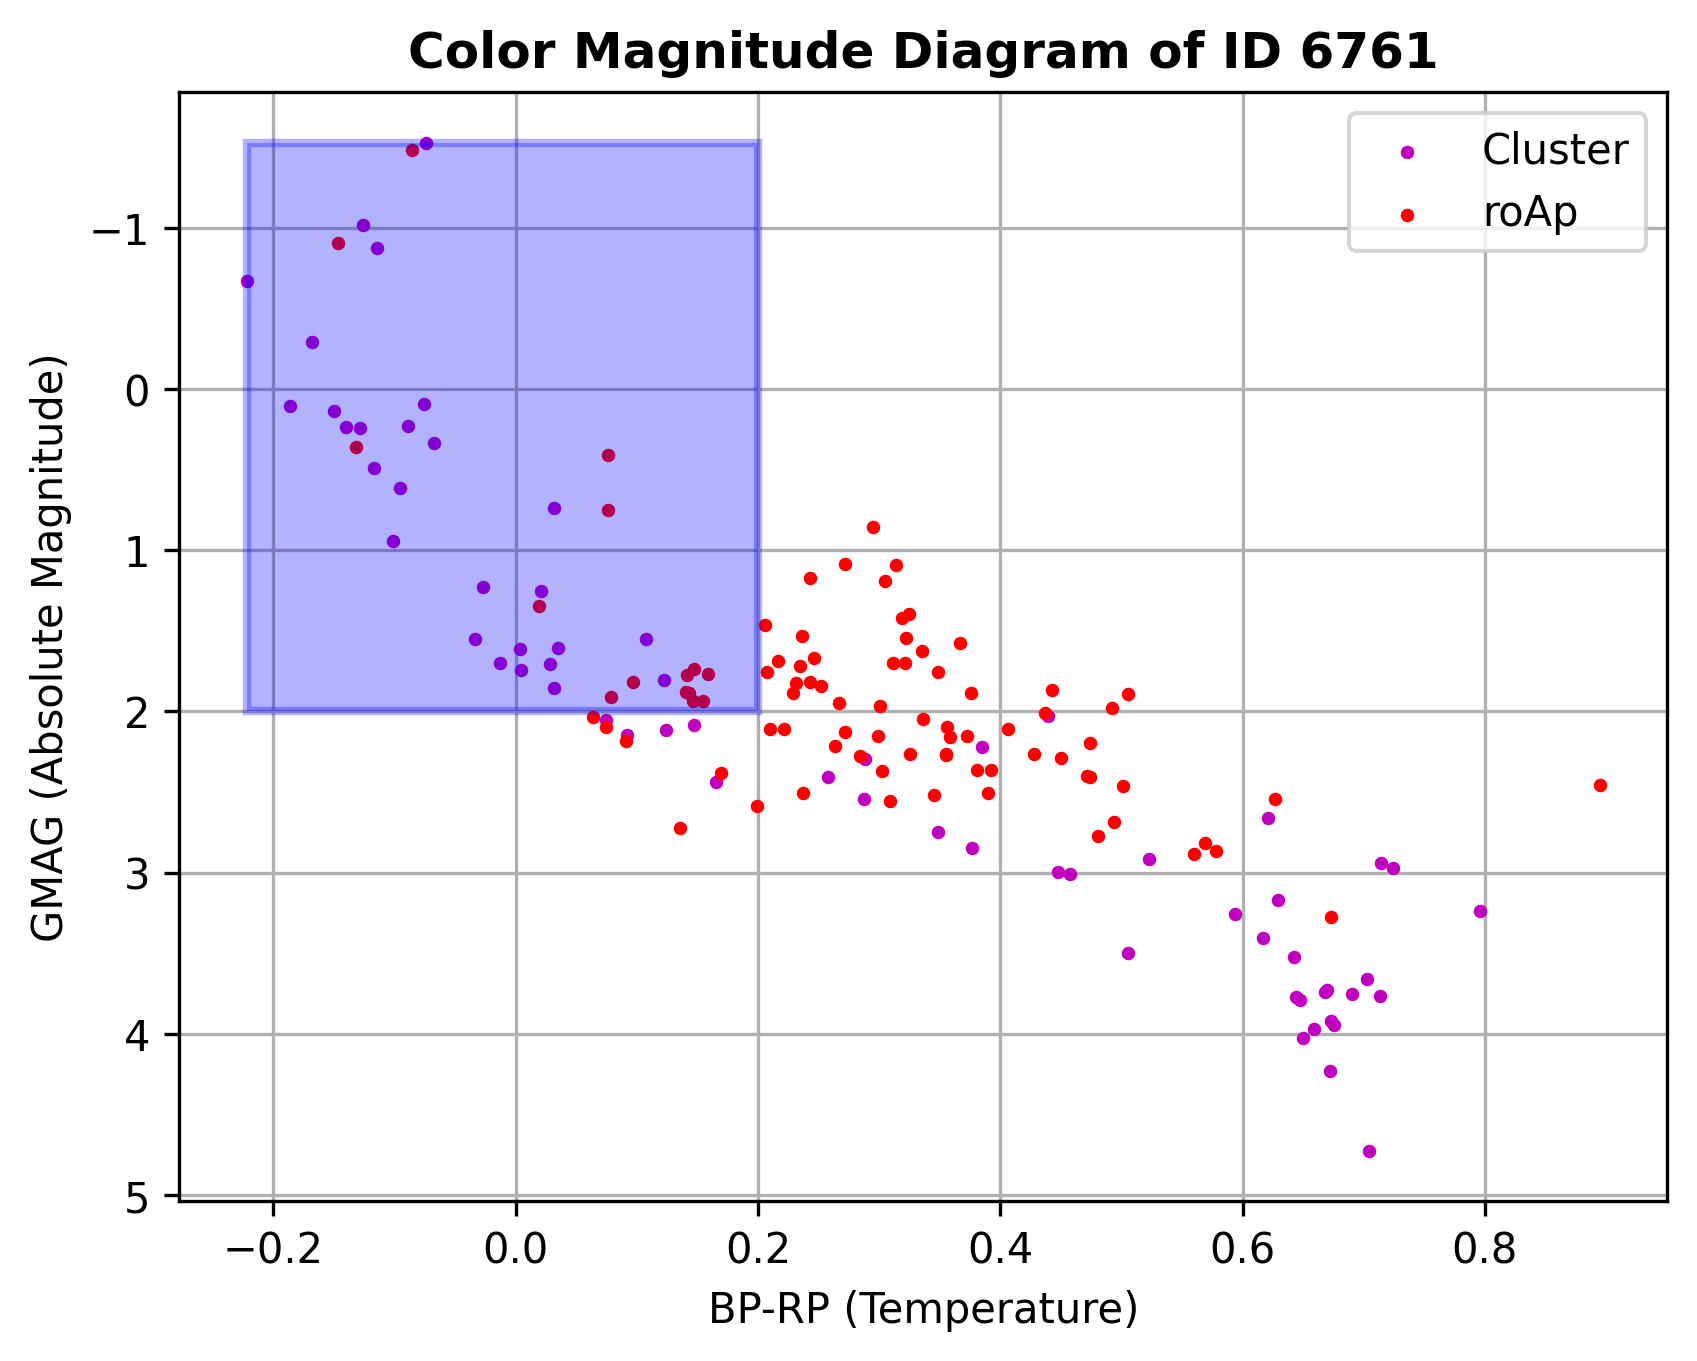 Color Magnitude Diagram of ID 6761
Cluster
roAp
GMAG (Absolute Magnitude)
−1
0
1
2
3
4
5
−0.2 0.0 0.2 0.4 0.6 0.8
BP-RP (Temperature)